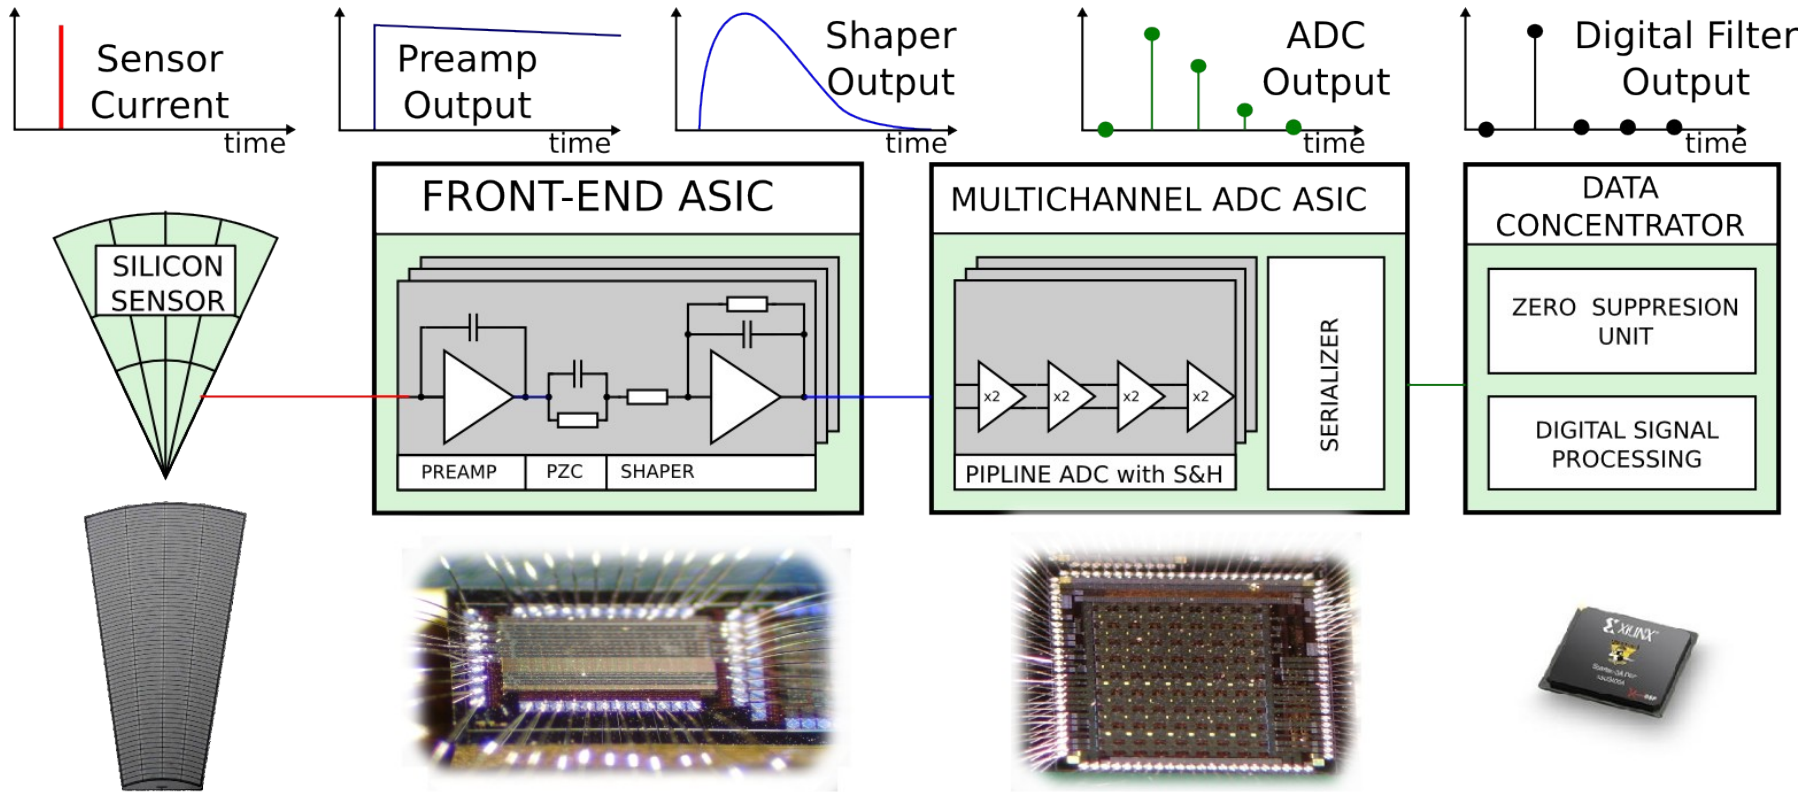 Sensor
Current
time
Preamp
Output
time
Shaper
Output
time
ADC
Output
time
Digital Filter
Output
time
SILICON
SENSOR
FRONT-END ASIC
PREAMP
PZC
SHAPER
MULTICHANNEL ADC ASIC
x2
x2
x2
x2
PIPLINE ADC with S&H
SERIALIZER
DATA
CONCENTRATOR
ZERO SUPPRESION
UNIT
DIGITAL SIGNAL
PROCESSING
XILINX